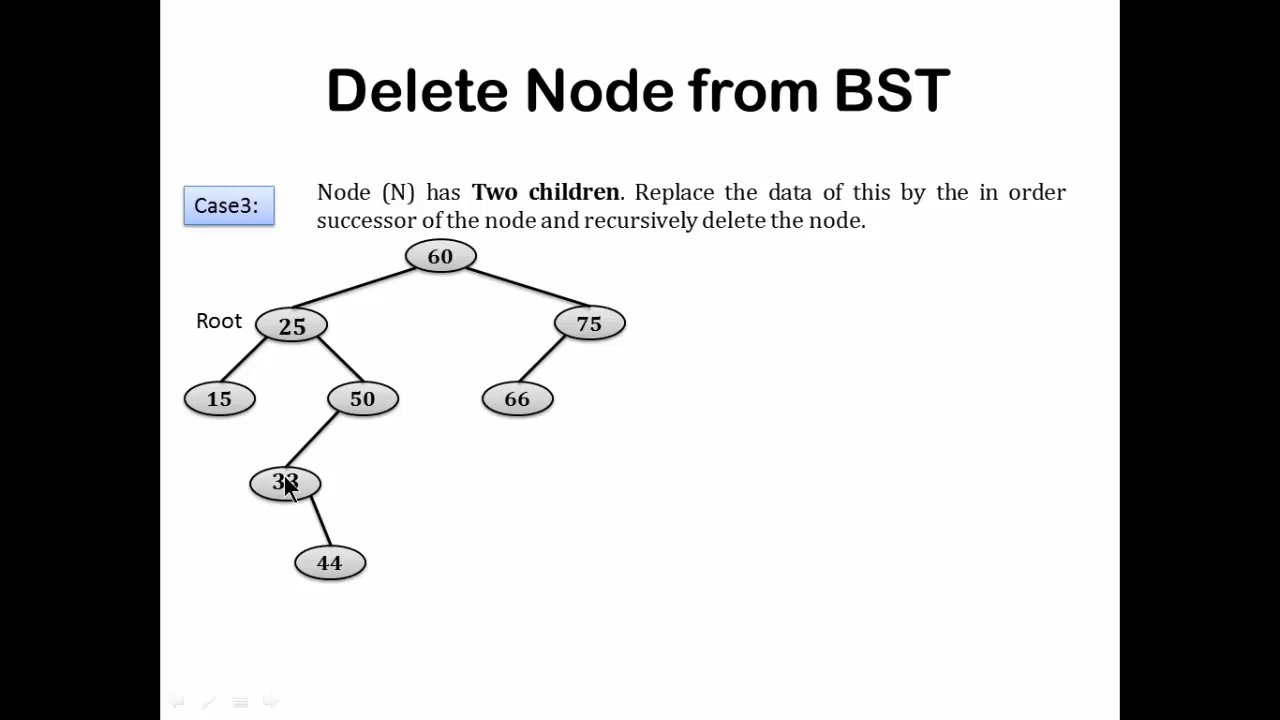 Delete Node from BST
Case3:
Node (N) has Two children. Replace the data of this by the in order
successor of the node and recursively delete the node.
60
Root
25
75
15
50
66
33
44